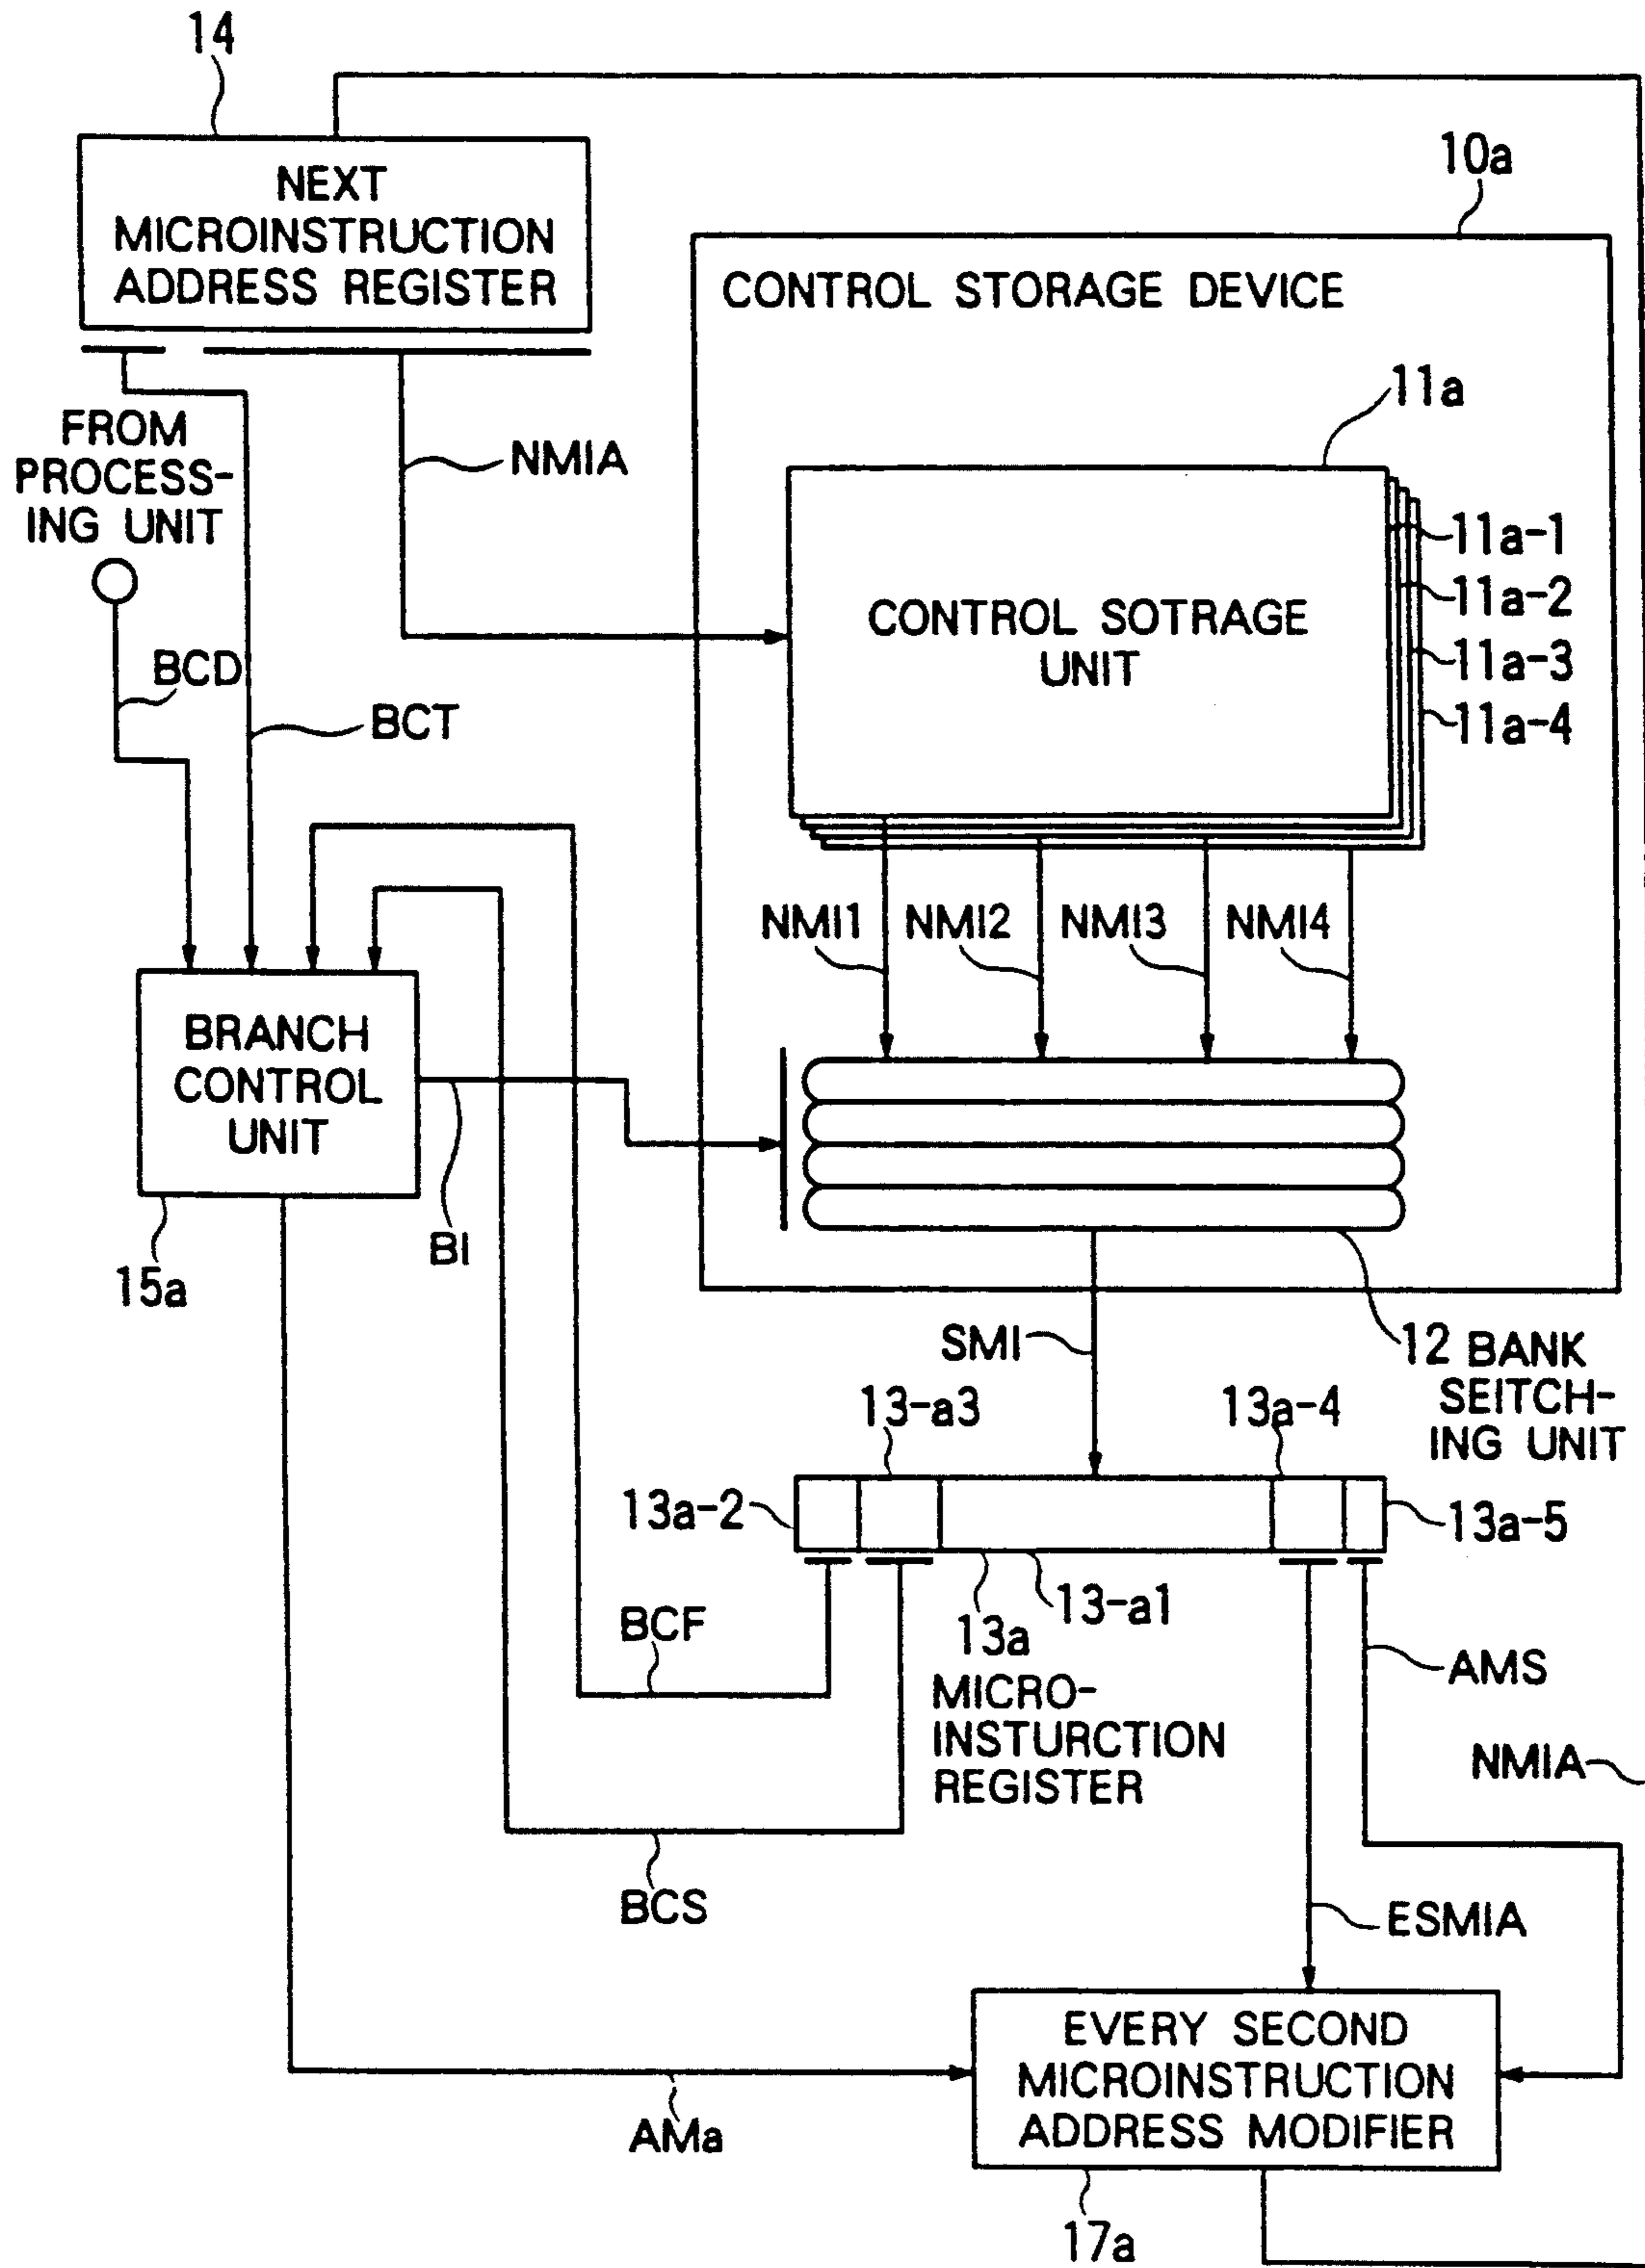 14
NEXT
MICROINSTRUCTION
ADDRESS REGISTER
10a
CONTROL STORAGE DEVICE
FROM
PROCESS-
ING UNIT
NMIA
11a
11a-1
11a-2
11a-3
11a-4
CONTROL SOTRAGE
UNIT
BCD
BCT
NMI1
NMI2
NMI3
NMI4
BRANCH
CONTROL
UNIT
BI
15a
SMI
12 BANK
SEITCH-
ING UNIT
13-a3
13a-4
13a-2
13a-5
13-a1
13a
MICRO-
INSTURCTION
REGISTER
BCF
AMS
NMIA
BCS
ESMIA
EVERY SECOND
MICROINSTRUCTION
ADDRESS MODIFIER
AMa
17a